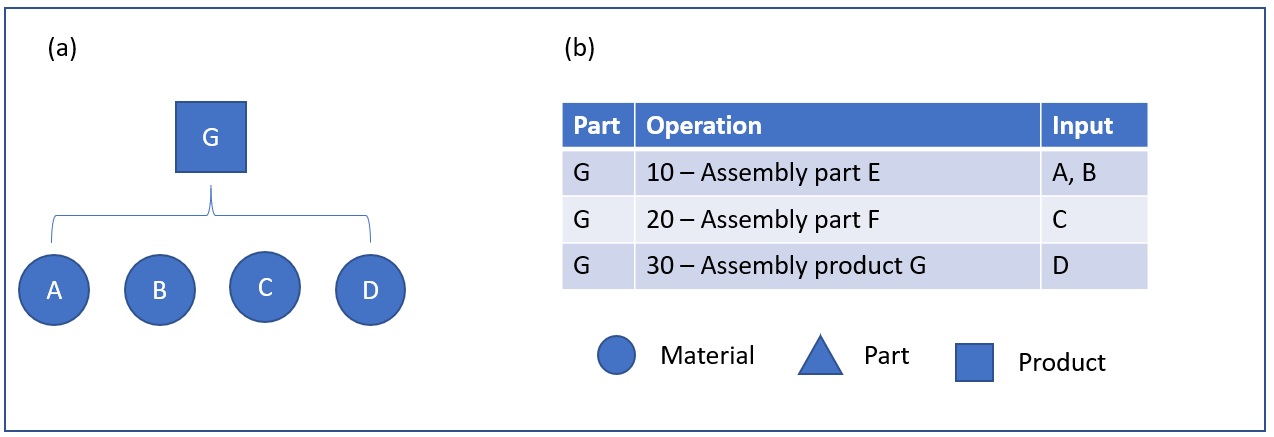 (a)
G
A B C D
(b)
Part Operation Input
G 10 – Assembly part E A, B
G 20 – Assembly part F C
G 30 – Assembly product G D
Material Part Product